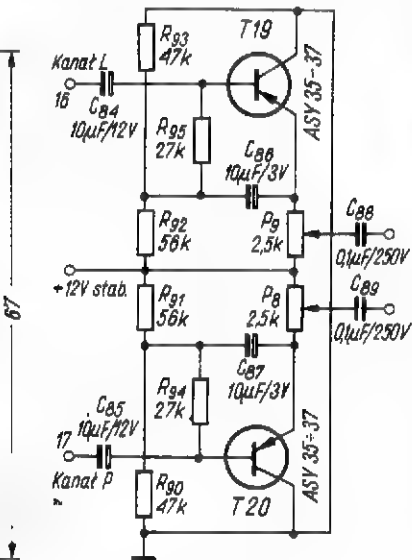 T19
R93
47k
Kanał L
16
C84
10µF/12V
ASY 35÷37
R95
27k
C86
10µF/3V
R92
56k
P9
2,5k
C88
0,1µF/250V
+12V stab.
67
R91
56k
P8
2,5k
C89
0,1µF/250V
C87
10µF/3V
R94
27k
C85
10µF/12V
17
Kanał P
"
ASY 35÷37
R90
47k
T20